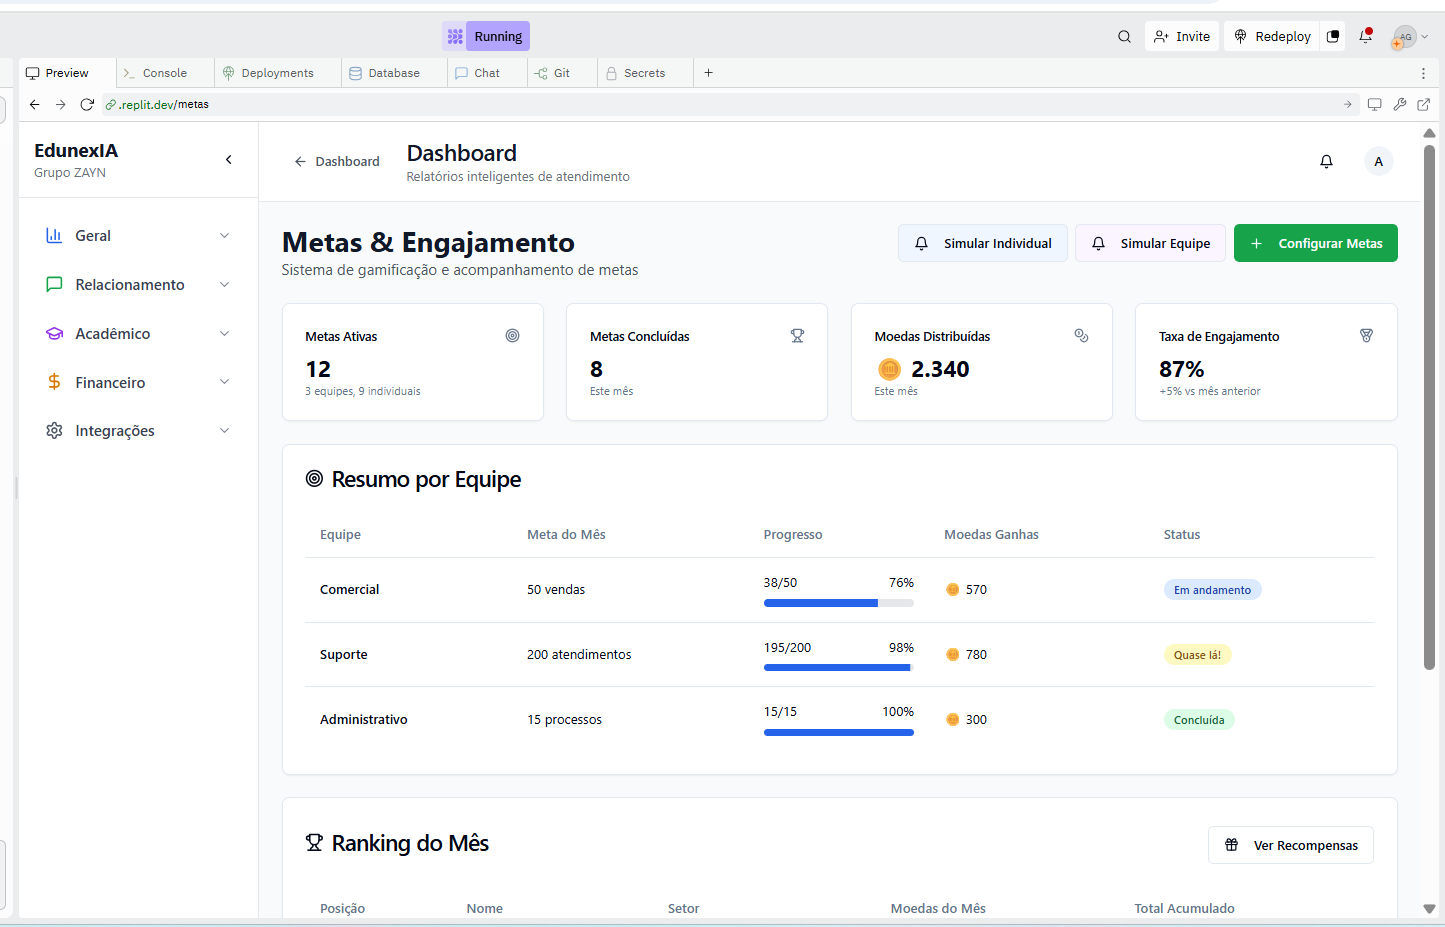 Running
Invite
Redeploy
AG
Preview
Console
Deployments
Database
Chat
Git
Secrets
.replit.dev/metas
EdunexIA
Grupo ZAYN
Dashboard
Dashboard
Relatórios inteligentes de atendimento
A
Geral
Relacionamento
Acadêmico
Financeiro
Integrações
Metas & Engajamento
Sistema de gamificação e acompanhamento de metas
Simular Individual
Simular Equipe
Configurar Metas
Metas Ativas
12
3 equipes, 9 individuais
Metas Concluídas
8
Este mês
Moedas Distribuídas
2.340
Este mês
Taxa de Engajamento
87%
+5% vs mês anterior
Resumo por Equipe
Equipe Meta do Mês Progresso Moedas Ganhas Status
Comercial 50 vendas 38/50 76% 570 Em andamento
Suporte 200 atendimentos 195/200 98% 780 Quase lá!
Administrativo 15 processos 15/15 100% 300 Concluída
Ranking do Mês
Ver Recompensas
Posição Nome Setor Moedas do Mês Total Acumulado